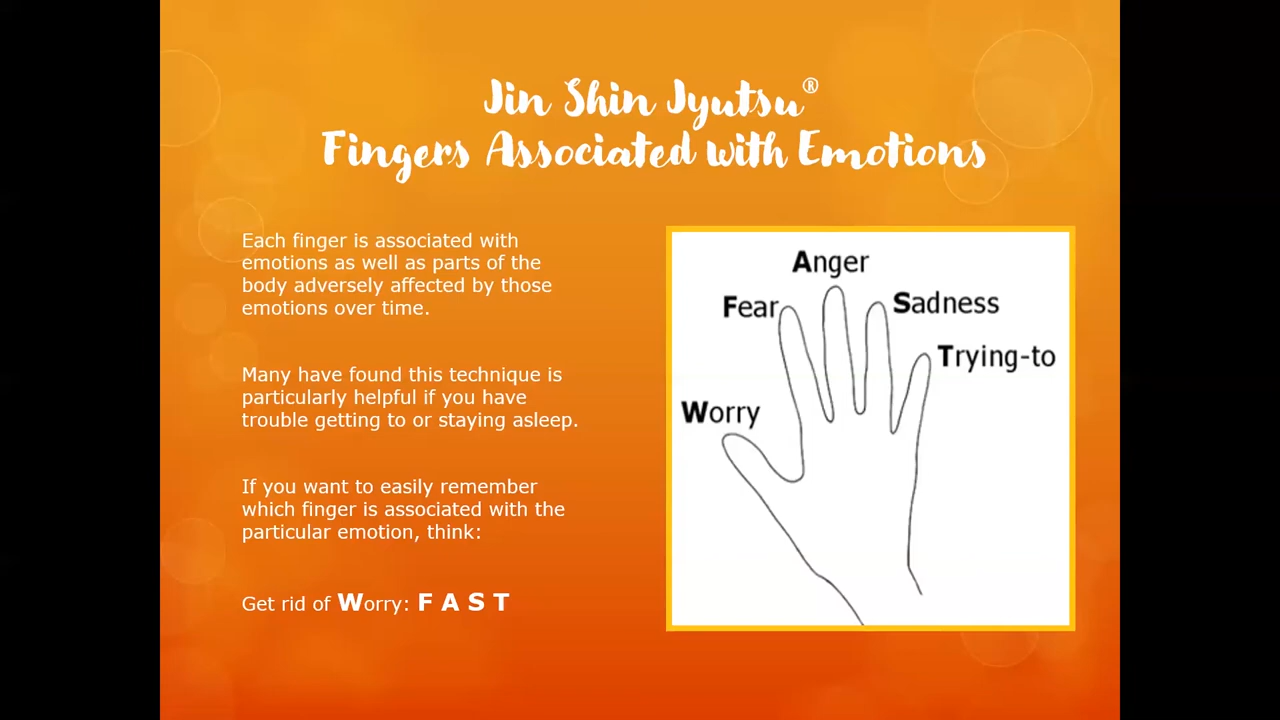 Jin Shin Jyutsu®
Fingers Associated with Emotions
Each finger is associated with
emotions as well as parts of the
body adversely affected by those
emotions over time.
Many have found this technique is
particularly helpful if you have
trouble getting to or staying asleep.
If you want to easily remember
which finger is associated with the
particular emotion, think:
Get rid of Worry: F A S T
Anger
Fear
Sadness
Trying-to
Worry